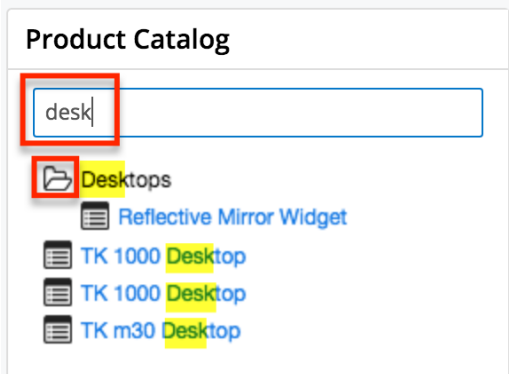 Product Catalog
desk
Desktops
Reflective Mirror Widget
TK 1000 Desktop
TK 1000 Desktop
TK m30 Desktop